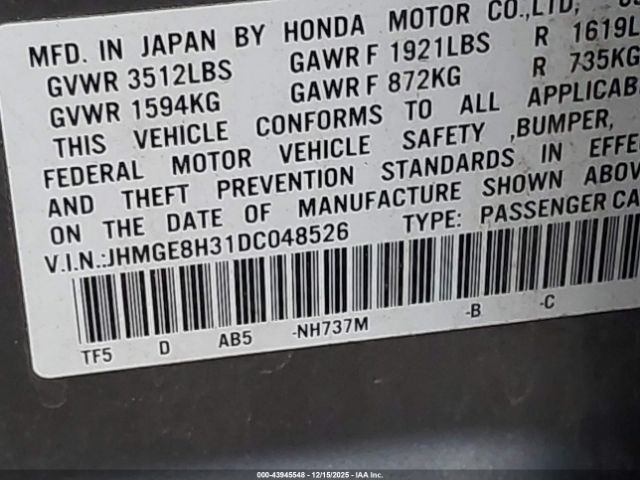 MFD. IN JAPAN BY HONDA MOTOR CO.,LTD,
GVWR 3512LBS GAWR F 1921LBS R 1619L
GVWR 1594KG GAWR F 872KG R 735KG
THIS VEHICLE CONFORMS TO ALL APPLICAB
FEDERAL MOTOR VEHICLE SAFETY ,BUMPER,
AND THEFT PREVENTION STANDARDS IN EFFE
ON THE DATE OF MANUFACTURE SHOWN ABOV
V.I.N.:JHMGE8H31DC048526 TYPE: PASSENGER CA
TF5 D AB5 -NH737M -B -C
000-43945548 - 12/15/2025 - IAA, Inc.